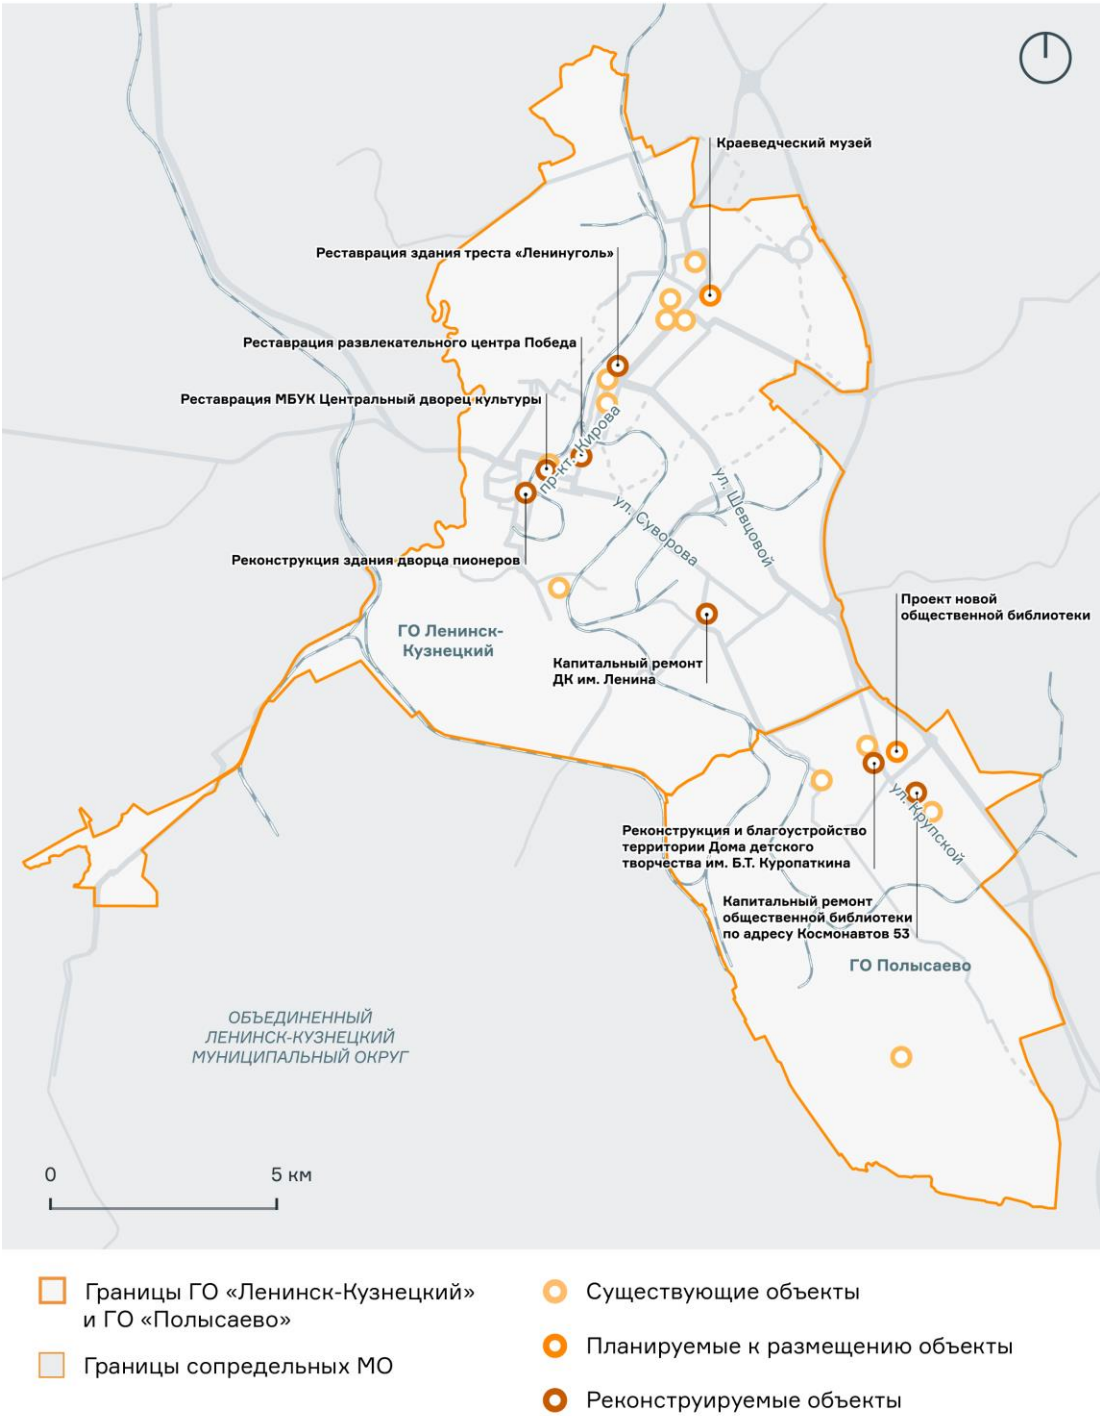 Краеведческий музей
Реставрация здания треста «Ленинуголь»
Реставрация развлекательного центра Победа
Реставрация МБУК Центральный дворец культуры
пр-кт. Кирова
ул. Шевцовой
ул. Суворова
Реконструкция здания дворца пионеров
Проект новой
общественной библиотеки
ГО Ленинск-
Кузнецкий
Капитальный ремонт
ДК им. Ленина
ул. Крупской
Реконструкция и благоустройство
территории Дома детского
творчества им. Б.Т. Куропаткина
Капитальный ремонт
общественной библиотеки
по адресу Космонавтов 53
ГО Полысаево
ОБЪЕДИНЕННЫЙ
ЛЕНИНСК-КУЗНЕЦКИЙ
МУНИЦИПАЛЬНЫЙ ОКРУГ
0 5 км
Границы ГО «Ленинск-Кузнецкий»
и ГО «Полысаево»
Границы сопредельных МО
Существующие объекты
Планируемые к размещению объекты
Реконструируемые объекты